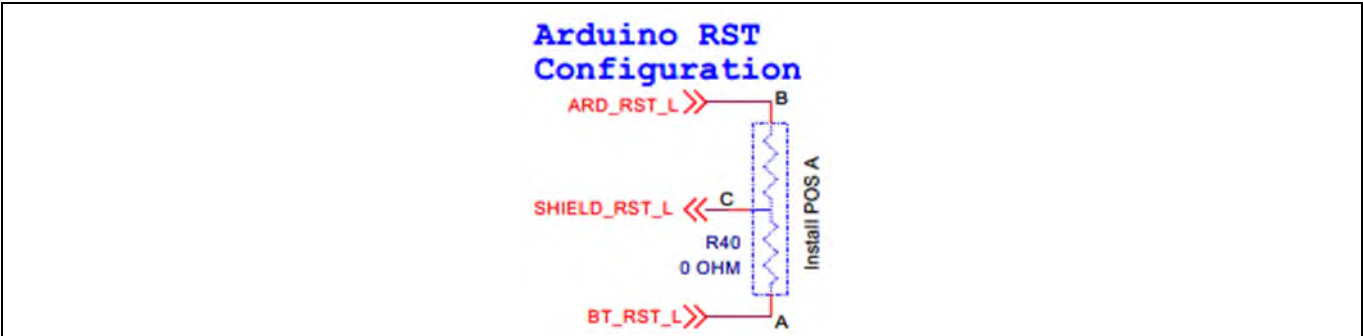 Arduino RST
Configuration
ARD_RST_L
B
SHIELD_RST_L
C
R40
0 OHM
Install POS A
BT_RST_L
A